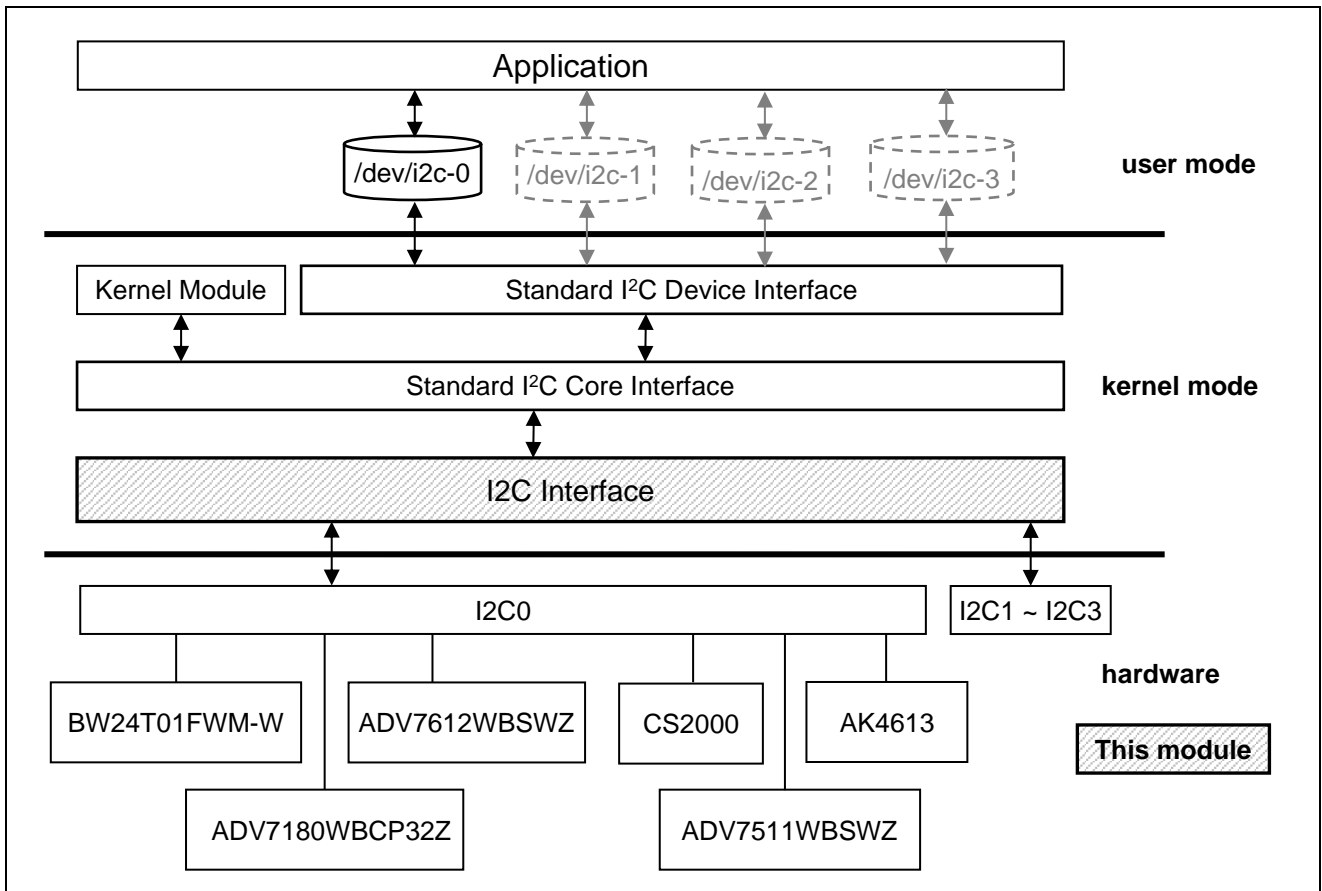 Application
/dev/i2c-0
/dev/i2c-1
/dev/i2c-2
/dev/i2c-3
user mode
Kernel Module
Standard I²C Device Interface
Standard I²C Core Interface
kernel mode
I2C Interface
I2C0
I2C1 ~ I2C3
hardware
BW24T01FWM-W
ADV7612WBSWZ
CS2000
AK4613
This module
ADV7180WBCP32Z
ADV7511WBSWZ